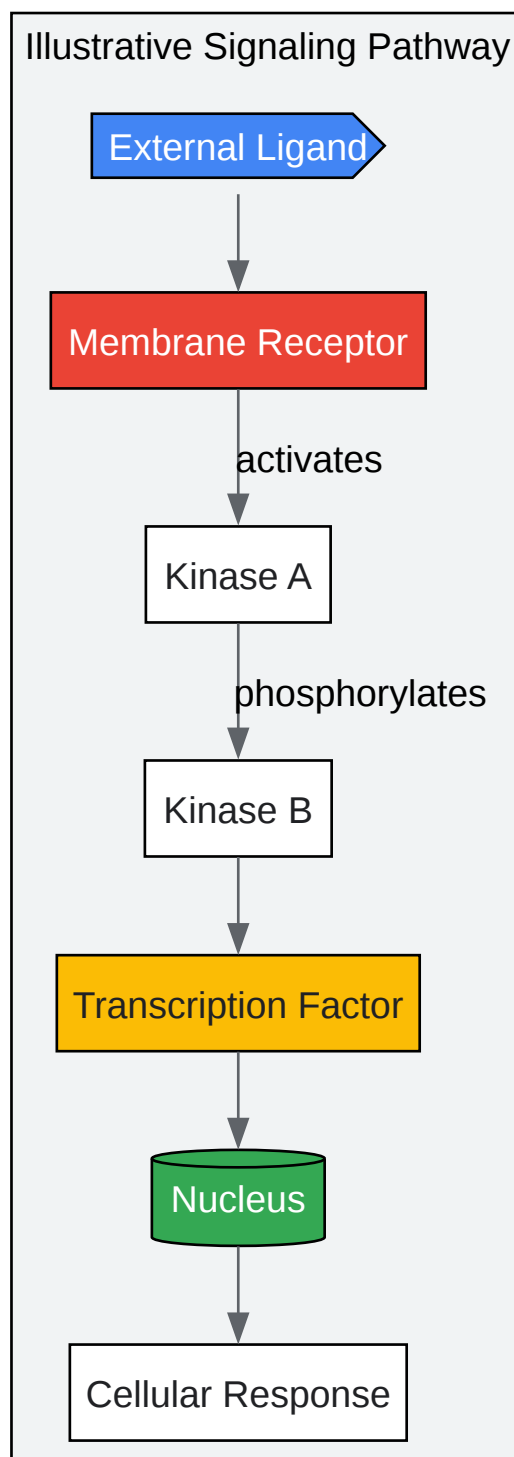 Illustrative Signaling Pathway
External Ligand
Membrane Receptor
activates
Kinase A
phosphorylates
Kinase B
Transcription Factor
Nucleus
Cellular Response